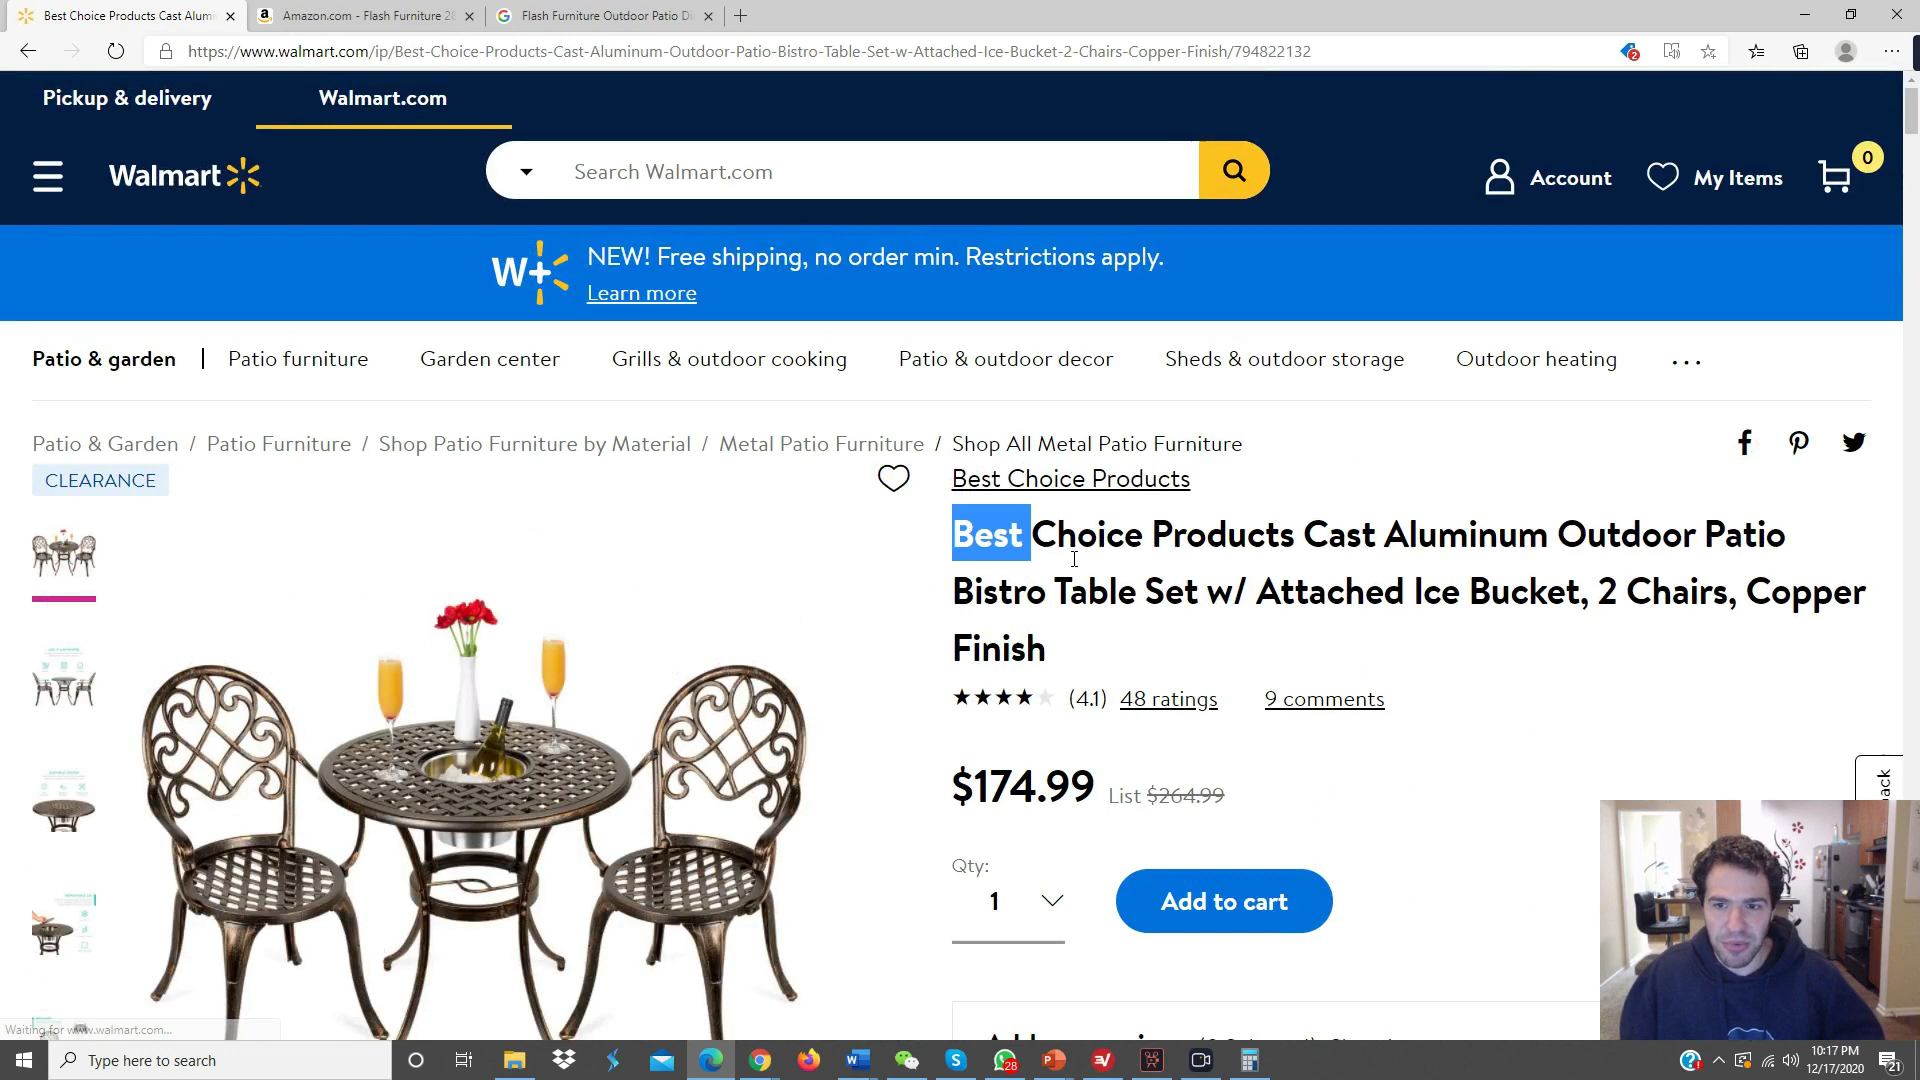 Best Choice Products Cast Alumi
Amazon.com - Flash Furniture 28
Flash Furniture Outdoor Patio Di
https://www.walmart.com/ip/Best-Choice-Products-Cast-Aluminum-Outdoor-Patio-Bistro-Table-Set-w-Attached-Ice-Bucket-2-Chairs-Copper-Finish/794822132
2
Pickup & delivery
Walmart.com
Walmart
Search Walmart.com
Account
My Items
0
W+
NEW! Free shipping, no order min. Restrictions apply.
Learn more
Patio & garden
Patio furniture
Garden center
Grills & outdoor cooking
Patio & outdoor decor
Sheds & outdoor storage
Outdoor heating
...
Patio & Garden / Patio Furniture / Shop Patio Furniture by Material / Metal Patio Furniture / Shop All Metal Patio Furniture
CLEARANCE
Best Choice Products
Best Choice Products Cast Aluminum Outdoor Patio
Bistro Table Set w/ Attached Ice Bucket, 2 Chairs, Copper
Finish
(4.1) 48 ratings
9 comments
$174.99 List $264.99
Qty:
1
Add to cart
Waiting for www.walmart.com...
Type here to search
28
10:17 PM
12/17/2020
21